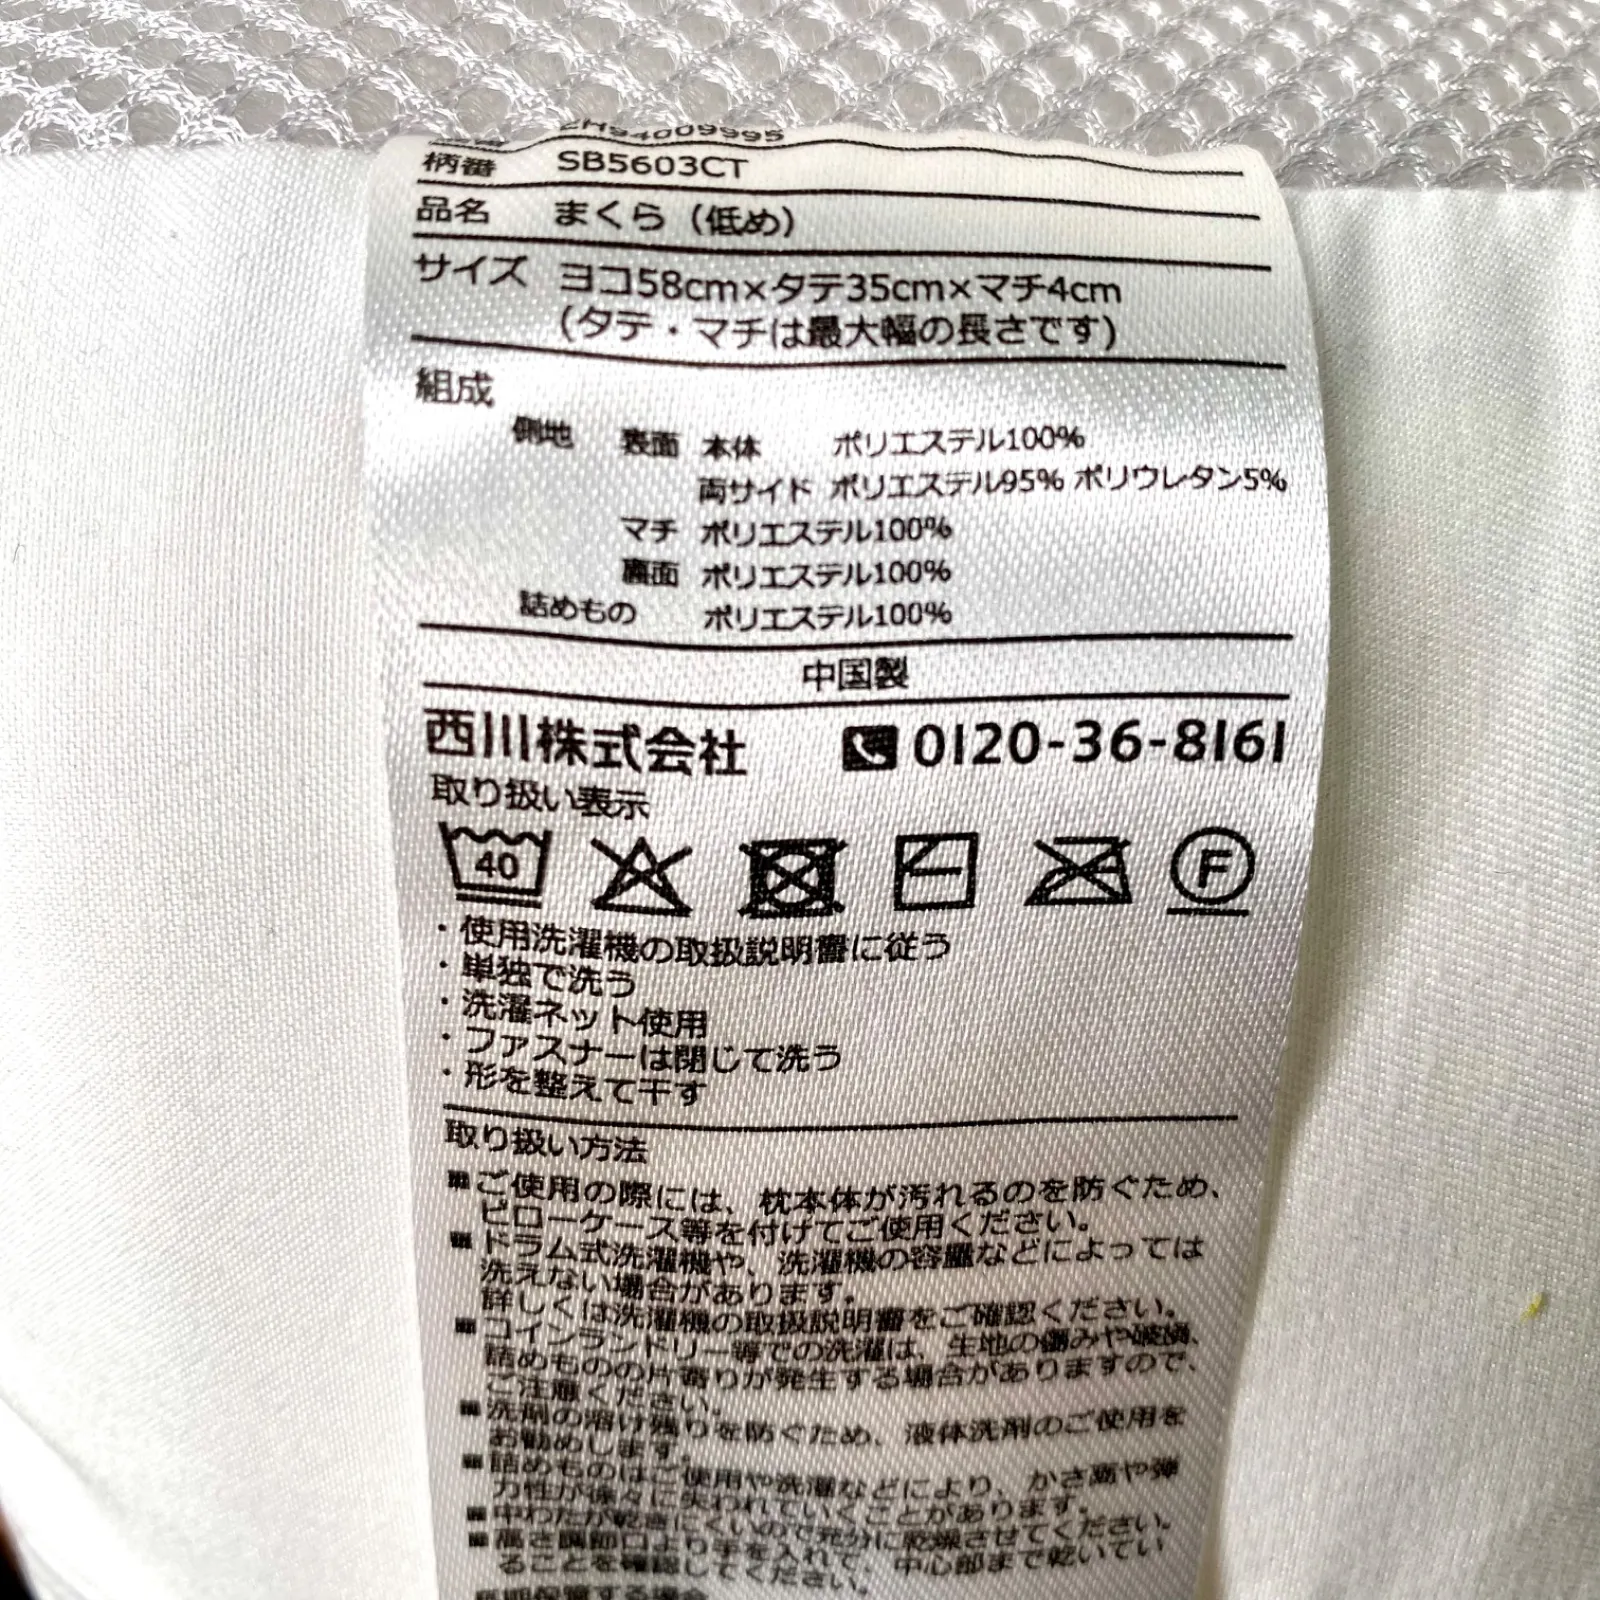 EH94009995
柄番 SB5603CT
品名 まくら（低め）
サイズ ヨコ58cm×タテ35cm×マチ4cm
（タテ・マチは最大幅の長さです）
組成
側地 表面 本体 ポリエステル100%
両サイド ポリエステル95% ポリウレタン5%
マチ ポリエステル100%
裏面 ポリエステル100%
詰めもの ポリエステル100%
中国製
西川株式会社 0120-36-8161
取り扱い表示
40 F
・使用洗濯機の取扱説明書に従う
・単独で洗う
・洗濯ネット使用
・ファスナーは閉じて洗う
・形を整えて干す
取り扱い方法
■ご使用の際には、枕本体が汚れるのを防ぐため、
ピローケース等を付けてご使用ください。
■ドラム式洗濯機や、洗濯機の容量などによっては
洗えない場合があります。
詳しくは洗濯機の取扱説明書をご確認ください。
■コインランドリー等での洗濯は、生地の傷みや破損、
詰めものの片寄りが発生する場合がありますので、
ご注意ください。
■洗剤の溶け残りを防ぐため、液体洗剤のご使用を
お勧めします。
■詰めものはご使用や洗濯などにより、かさ高や弾
力性が徐々に失われていくことがあります。
■中わたが乾きにくいので充分に乾燥させてください。
■高さ調節口より手を入れて、中心部まで乾いてい
ることを確認してください。
長期保管する場合